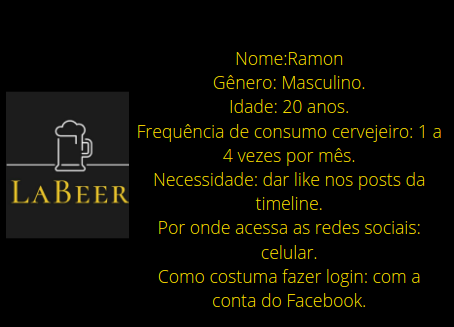 Nome:Ramon
Gênero: Masculino.
Idade: 20 anos.
Frequência de consumo cervejeiro: 1 a
4 vezes por mês.
Necessidade: dar like nos posts da
timeline.
Por onde acessa as redes sociais:
celular.
Como costuma fazer login: com a
conta do Facebook.
LABEER